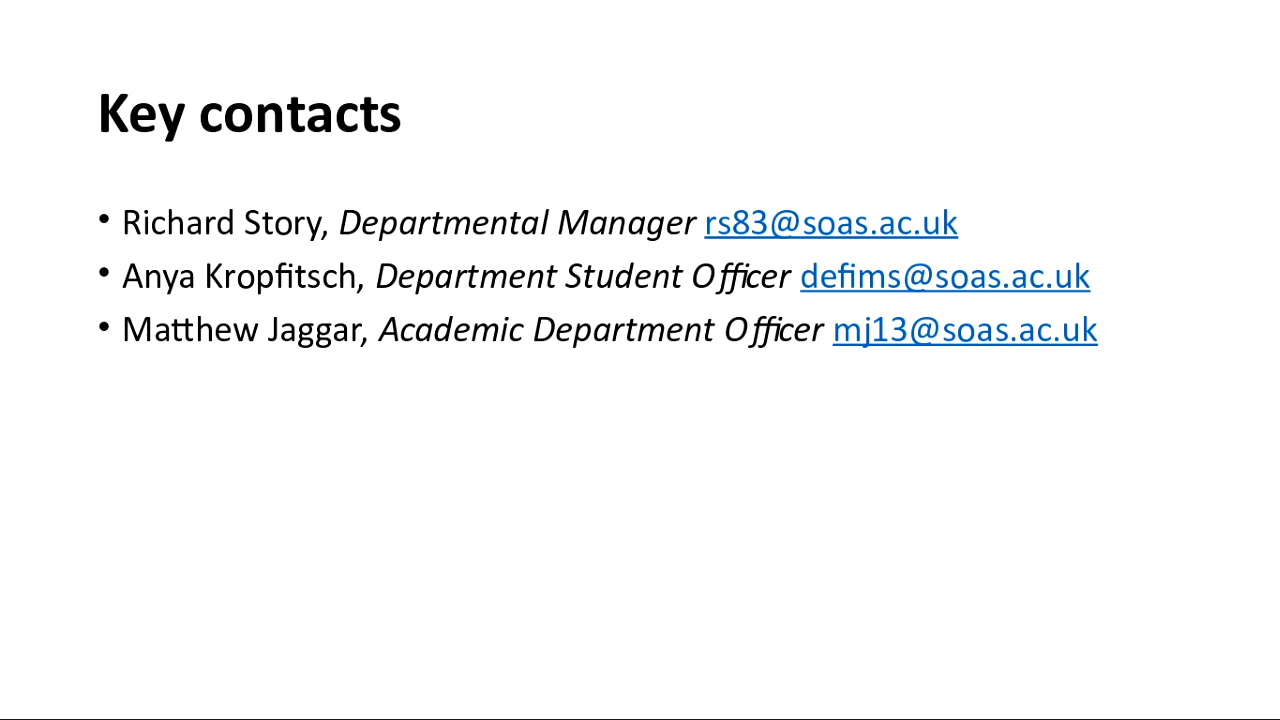 Key contacts
• Richard Story, Departmental Manager rs83@soas.ac.uk
• Anya Kropfitsch, Department Student Officer defims@soas.ac.uk
• Matthew Jaggar, Academic Department Officer mj13@soas.ac.uk